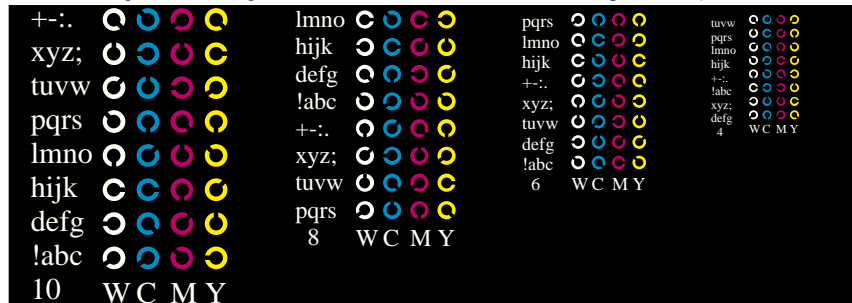 +-:.
xyz;
tuvw
pqrs
lmno
hijk
defg
!abc
10 W C M Y
lmno
hijk
defg
!abc
+-:.
xyz;
tuvw
pqrs
8 W C M Y
pqrs
lmno
hijk
+-:.
xyz;
tuvw
defg
!abc
6 W C M Y
tuvw
pqrs
lmno
hijk
+-:.
!abc
xyz;
defg
4 W C M Y